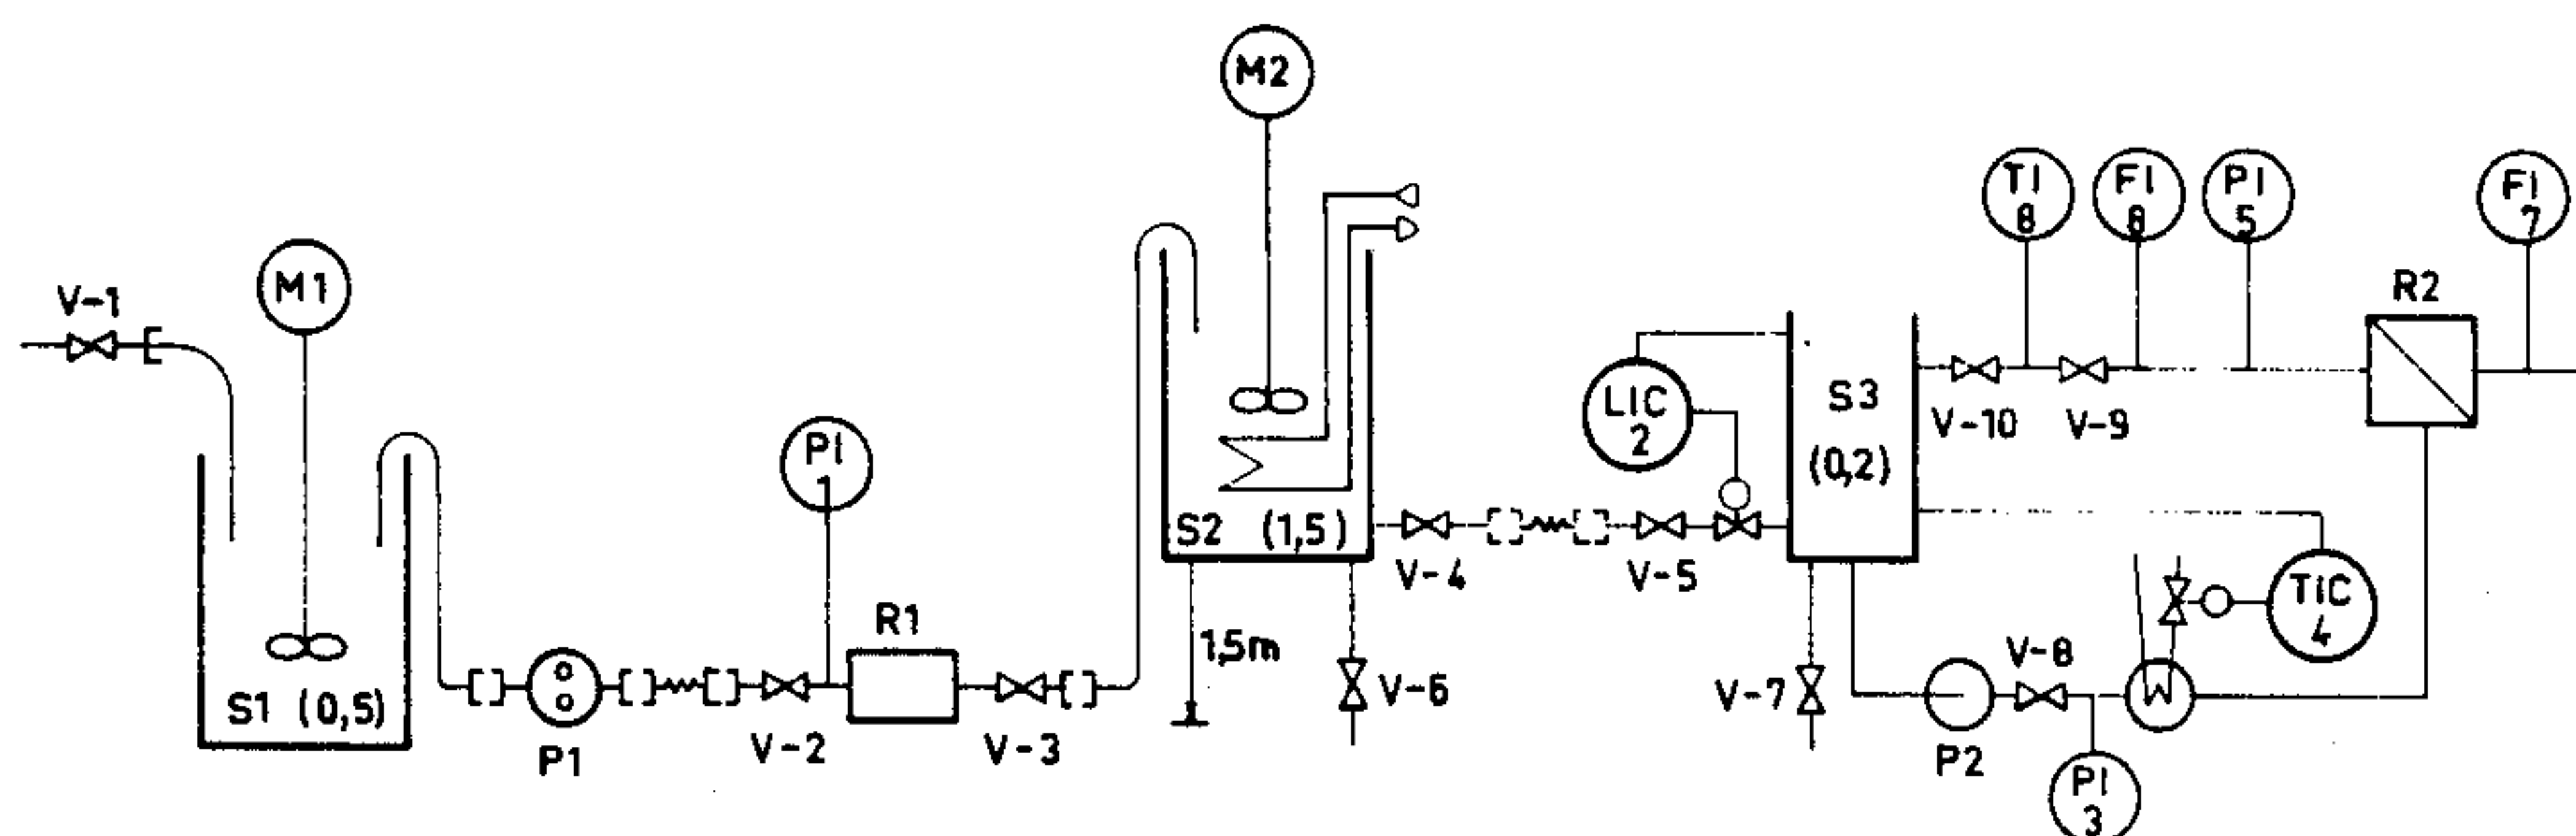 M2
TI
8
FI
8
PI
5
FI
7
M1
V-1
R2
LIC
2
S3
(0,2)
V-10
V-9
PI
1
S2 (1,5)
V-4
V-5
TIC
4
R1
1,5m
V-6
V-7
V-8
S1 (0,5)
P1
V-2
V-3
P2
PI
3